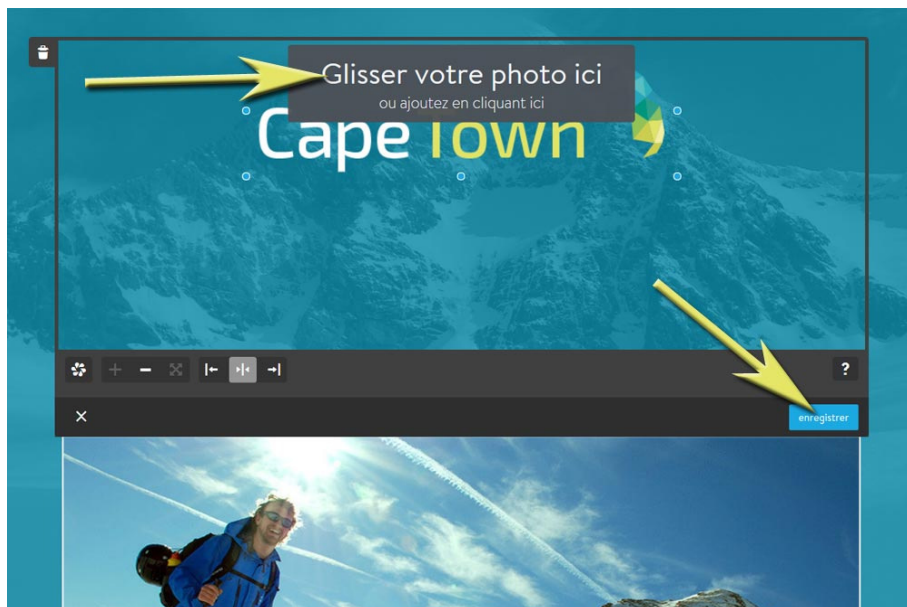 Glisser votre photo ici
ou ajoutez en cliquant ici
Cape Town
?
enregistrer